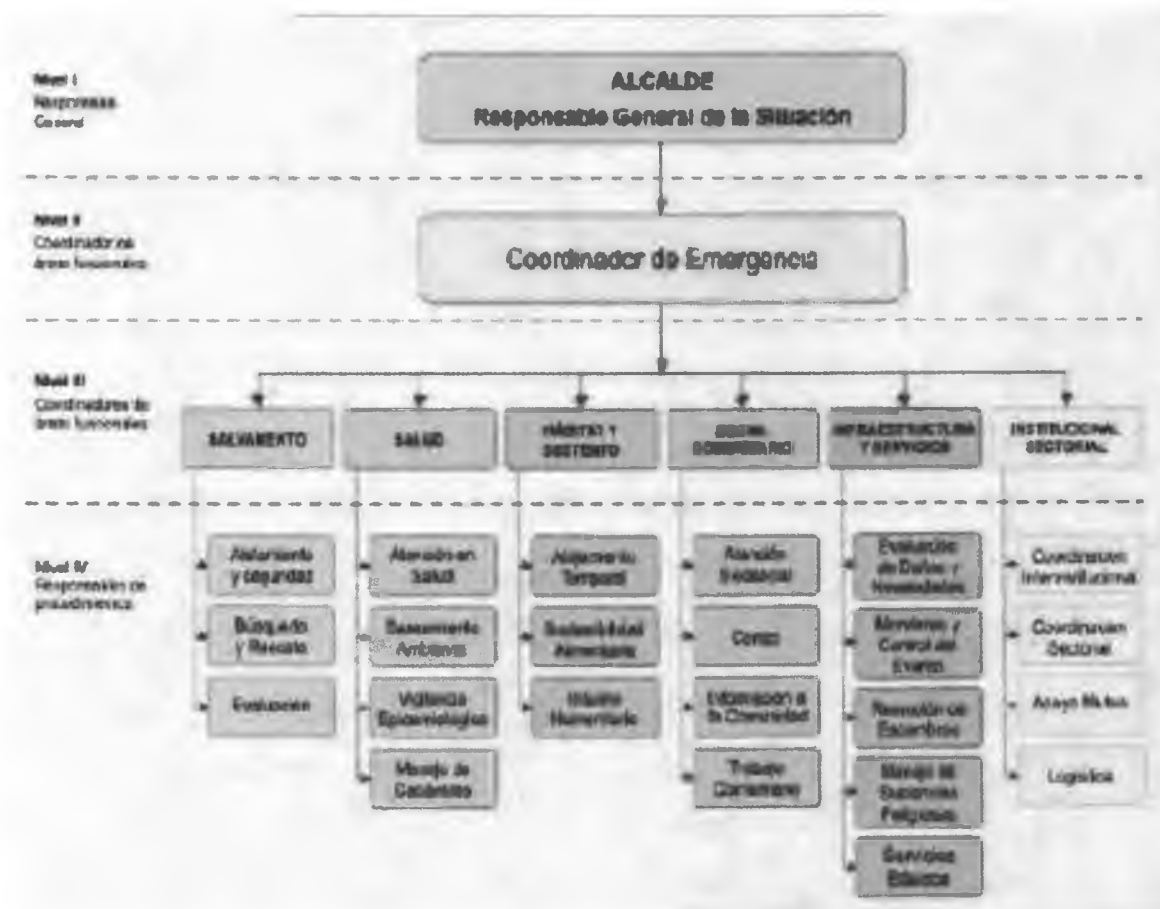 Nivel I
Responsable
General
ALCALDE
Responsable General de la Situación
Nivel II
Coordinador de
áreas funcionales
Coordinador de Emergencia
Nivel III
Coordinadores de
áreas funcionales
SALVAMENTO
SALUD
HÁBITAT Y
SUSTENTO
SOCIAL
COMUNITARIO
INFRAESTRUCTURA
Y SERVICIOS
INSTITUCIONAL
SECTORIAL
Nivel IV
Responsables de
procedimientos
Aislamiento
y seguridad
Búsqueda
y Rescate
Evacuación
Atención en
Salud
Saneamiento
Ambiental
Vigilancia
Epidemiológica
Manejo de
Cadáveres
Alojamiento
Temporal
Sostenibilidad
Alimentaria
Atención
Psicosocial
Censo
Información a
la Comunidad
Trabajo
Comunitario
Evaluación
de Daños y
Necesidades
Monitoreo y
Control del
Evento
Remoción de
Escombros
Manejo de
Sustancias
Peligrosas
Servicios
Básicos
Coordinación
Interinstitucional
Coordinación
Sectorial
Apoyo Mutuo
Logística